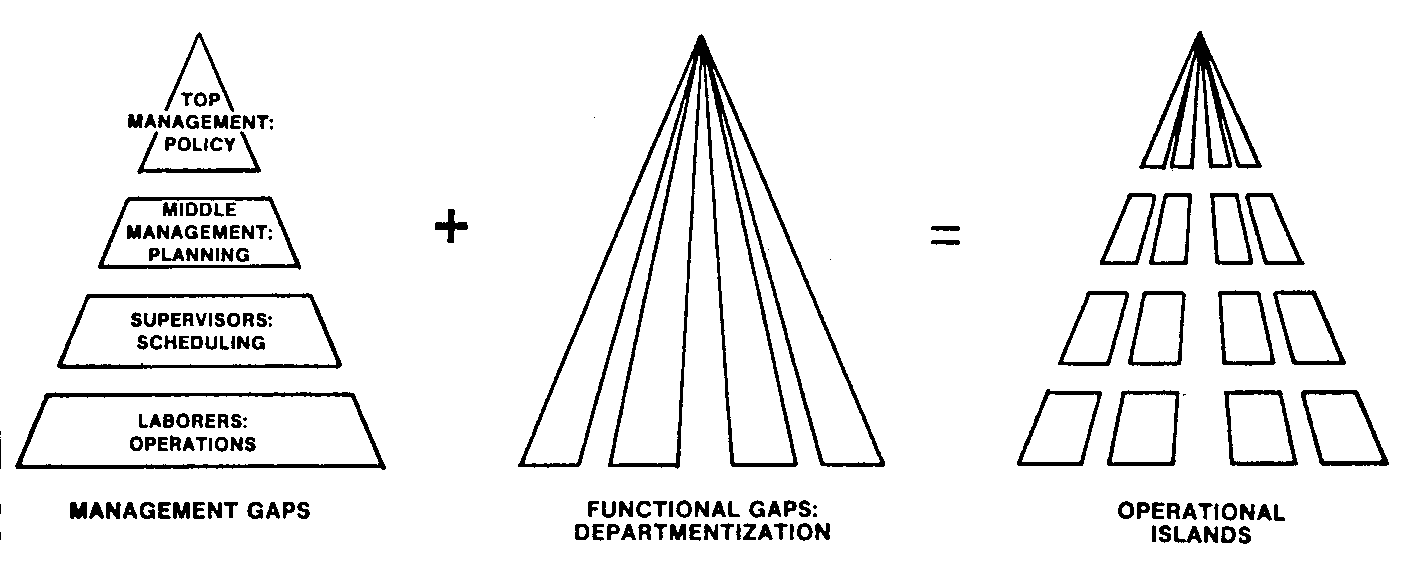 TOP
MANAGEMENT:
POLICY
MIDDLE
MANAGEMENT:
PLANNING
SUPERVISORS:
SCHEDULING
LABORERS:
OPERATIONS
+
=
MANAGEMENT GAPS
FUNCTIONAL GAPS:
DEPARTMENTIZATION
OPERATIONAL
ISLANDS